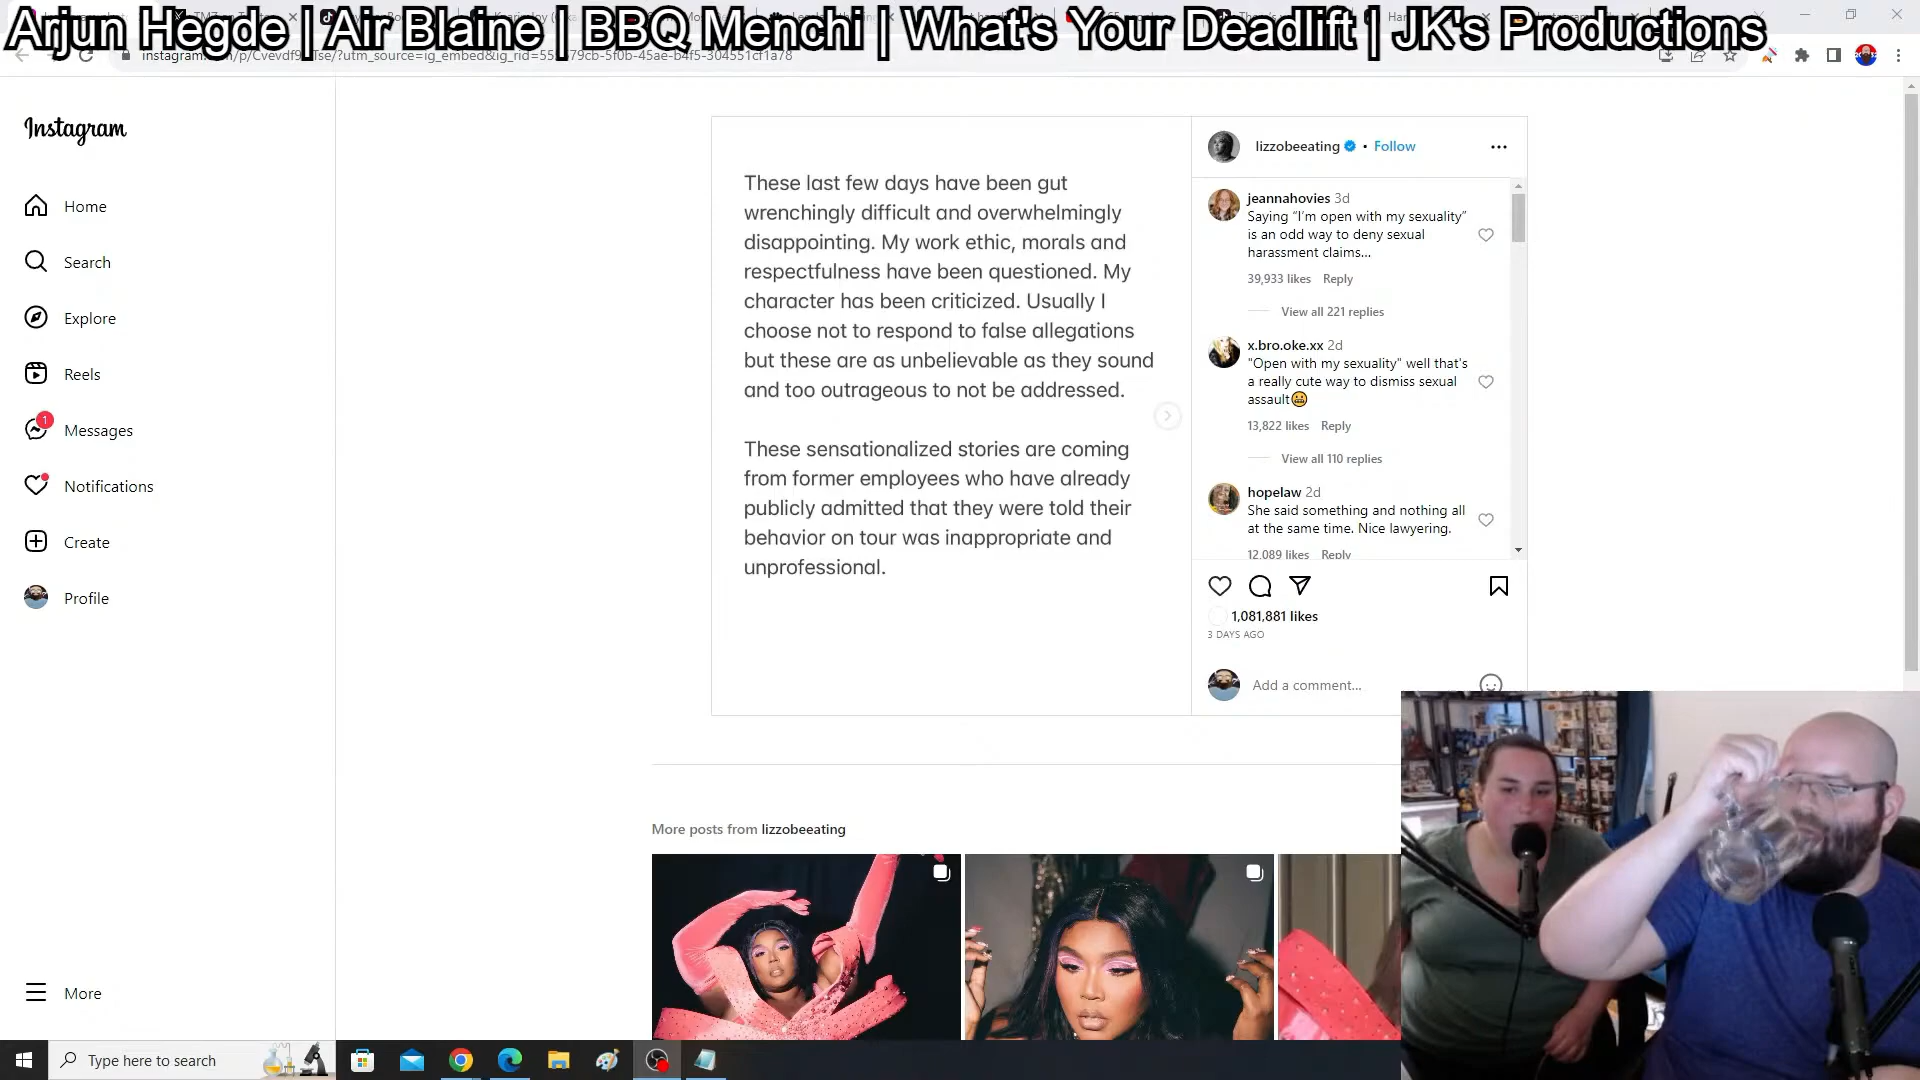 Arjun Hegde | Air Blaine | BBQ Menchi | What's Your Deadlift | JK's Productions
Instagram
Home
Search
Explore
Reels
1
Messages
Notifications
Create
Profile
More
These last few days have been gut
wrenchingly difficult and overwhelmingly
disappointing. My work ethic, morals and
respectfulness have been questioned. My
character has been criticized. Usually I
choose not to respond to false allegations
but these are as unbelievable as they sound
and too outrageous to not be addressed.
These sensationalized stories are coming
from former employees who have already
publicly admitted that they were told their
behavior on tour was inappropriate and
unprofessional.
lizzobeeating • Follow
jeannahovies 3d
Saying “I’m open with my sexuality”
is an odd way to deny sexual
harassment claims...
39,933 likes Reply
View all 221 replies
x.bro.oke.xx 2d
"Open with my sexuality" well that's
a really cute way to dismiss sexual
assault😬
13,822 likes Reply
View all 110 replies
hopelaw 2d
She said something and nothing all
at the same time. Nice lawyering.
12,089 likes Reply
1,081,881 likes
3 DAYS AGO
Add a comment...
More posts from lizzobeeating
Type here to search